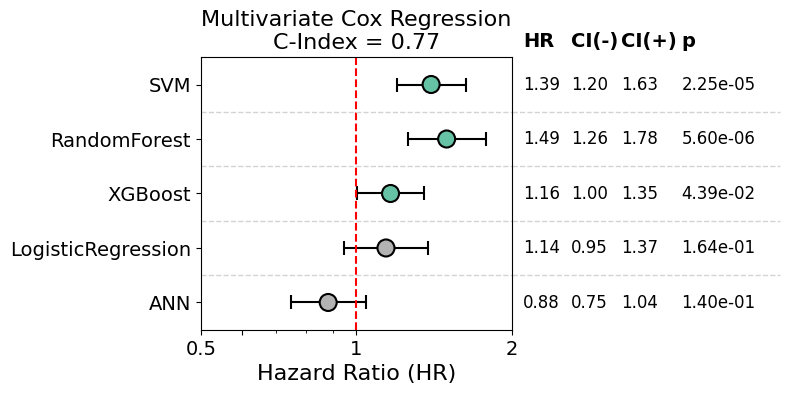 Multivariate Cox Regression
C-Index = 0.77
HR CI(-) CI(+) p
SVM 1.39 1.20 1.63 2.25e-05
RandomForest 1.49 1.26 1.78 5.60e-06
XGBoost 1.16 1.00 1.35 4.39e-02
LogisticRegression 1.14 0.95 1.37 1.64e-01
ANN 0.88 0.75 1.04 1.40e-01
0.5 1 2
Hazard Ratio (HR)